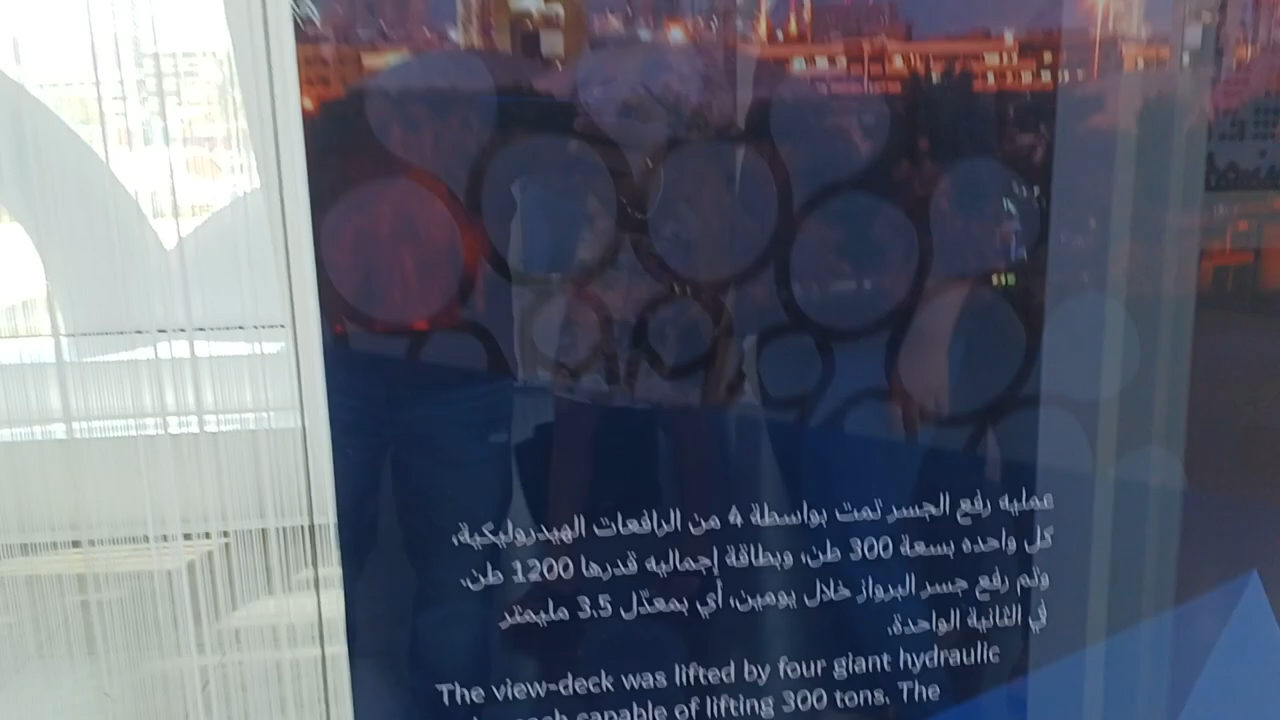 عمليه رفع الجسر تمت بواسطة 4 من الرافعات الهيدروليكية،
كل واحده بسعة 300 طن، وبطاقة إجماليه قدرها 1200 طن.
وتم رفع جسر البرواز خلال يومين، أي بمعدّل 3.5 مليمتر
في الثانية الواحدة.
The view-deck was lifted by four giant hydraulic
each capable of lifting 300 tons. The